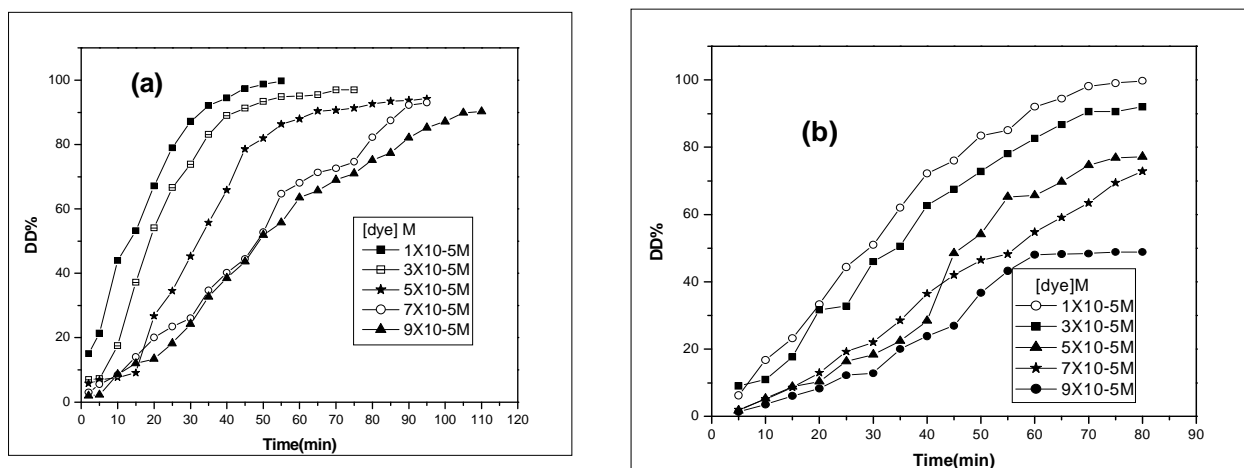 (a)
DD%
100
80
60
40
20
0
[dye] M
1X10-5M
3X10-5M
5X10-5M
7X10-5M
9X10-5M
0 10 20 30 40 50 60 70 80 90 100 110 120
Time(min)
(b)
DD%
100
80
60
40
20
0
[dye]M
1X10-5M
3X10-5M
5X10-5M
7X10-5M
9X10-5M
0 10 20 30 40 50 60 70 80 90
Time(min)